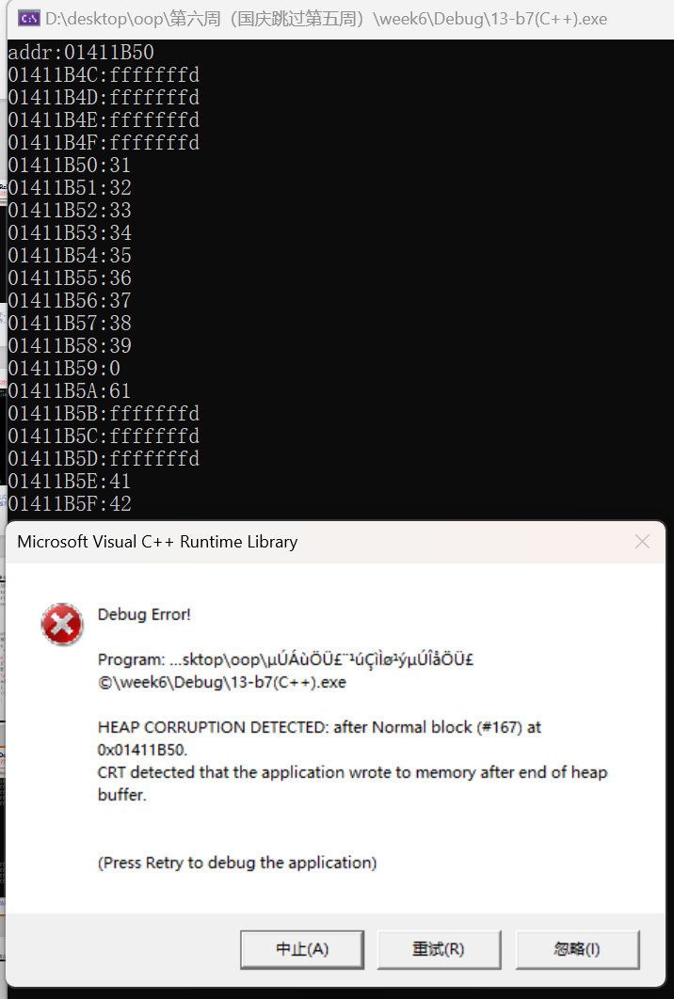 D:\desktop\oop\第六周（国庆跳过第五周）\week6\Debug\13-b7(C++).exe
addr:01411B50
01411B4C:fffffffd
01411B4D:fffffffd
01411B4E:fffffffd
01411B4F:fffffffd
01411B50:31
01411B51:32
01411B52:33
01411B53:34
01411B54:35
01411B55:36
01411B56:37
01411B57:38
01411B58:39
01411B59:0
01411B5A:61
01411B5B:fffffffd
01411B5C:fffffffd
01411B5D:fffffffd
01411B5E:41
01411B5F:42
Microsoft Visual C++ Runtime Library
Debug Error!
Program: ...sktop\oop\µÚÁùÖÜ£¨¹úÇìÌø¹ýµÚÎåÖÜ£
©\week6\Debug\13-b7(C++).exe
HEAP CORRUPTION DETECTED: after Normal block (#167) at
0x01411B50.
CRT detected that the application wrote to memory after end of heap
buffer.
(Press Retry to debug the application)
中止(A)
重试(R)
忽略(I)